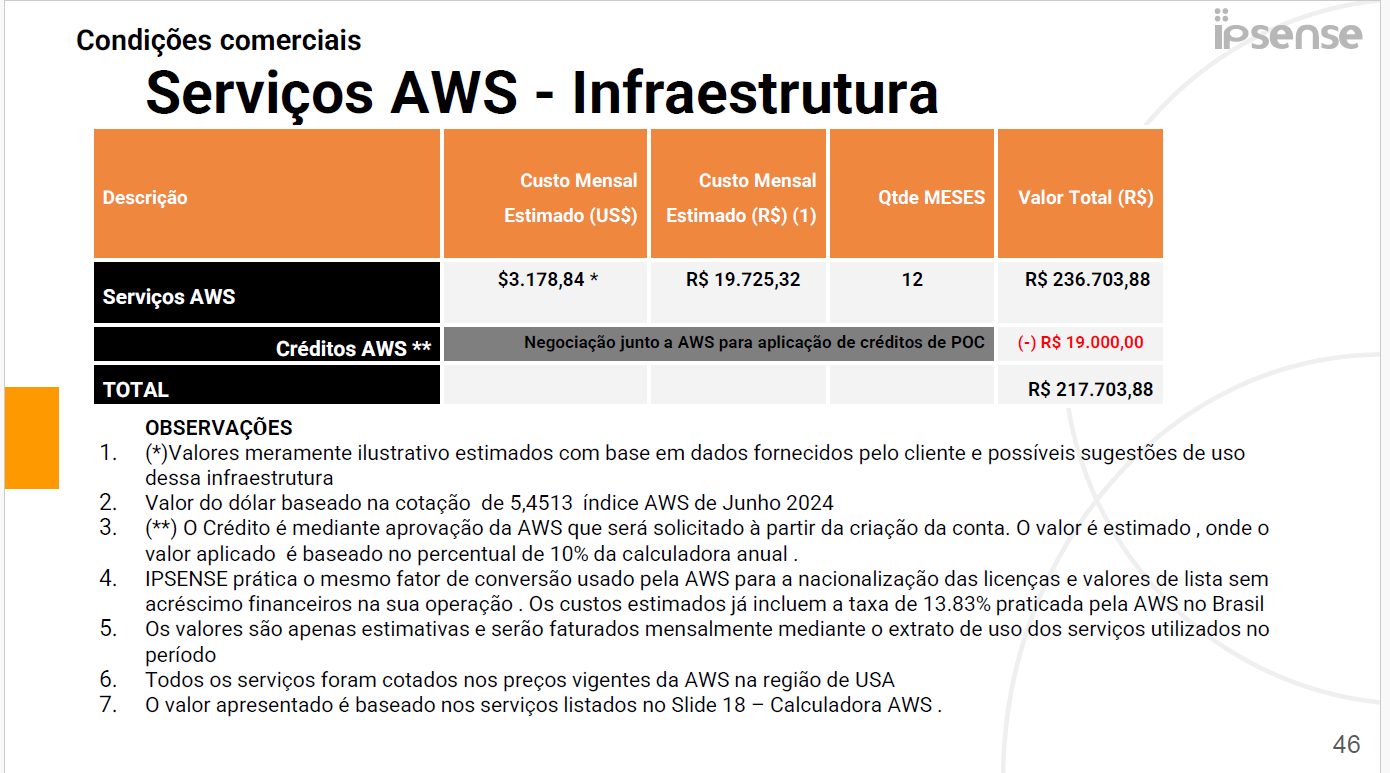 Condições comerciais
ipsense
Serviços AWS - Infraestrutura
Descrição
Custo Mensal
Estimado (US$)
Custo Mensal
Estimado (R$) (1)
Qtde MESES
Valor Total (R$)
Serviços AWS
$3.178,84 *
R$ 19.725,32
12
R$ 236.703,88
Créditos AWS **
Negociação junto a AWS para aplicação de créditos de POC
(-) R$ 19.000,00
TOTAL
R$ 217.703,88
OBSERVAÇÕES
1. (*)Valores meramente ilustrativo estimados com base em dados fornecidos pelo cliente e possíveis sugestões de uso
dessa infraestrutura
2. Valor do dólar baseado na cotação de 5,4513 índice AWS de Junho 2024
3. (**) O Crédito é mediante aprovação da AWS que será solicitado à partir da criação da conta. O valor é estimado , onde o
valor aplicado é baseado no percentual de 10% da calculadora anual .
4. IPSENSE prática o mesmo fator de conversão usado pela AWS para a nacionalização das licenças e valores de lista sem
acréscimo financeiros na sua operação . Os custos estimados já incluem a taxa de 13.83% praticada pela AWS no Brasil
5. Os valores são apenas estimativas e serão faturados mensalmente mediante o extrato de uso dos serviços utilizados no
período
6. Todos os serviços foram cotados nos preços vigentes da AWS na região de USA
7. O valor apresentado é baseado nos serviços listados no Slide 18 – Calculadora AWS .
46